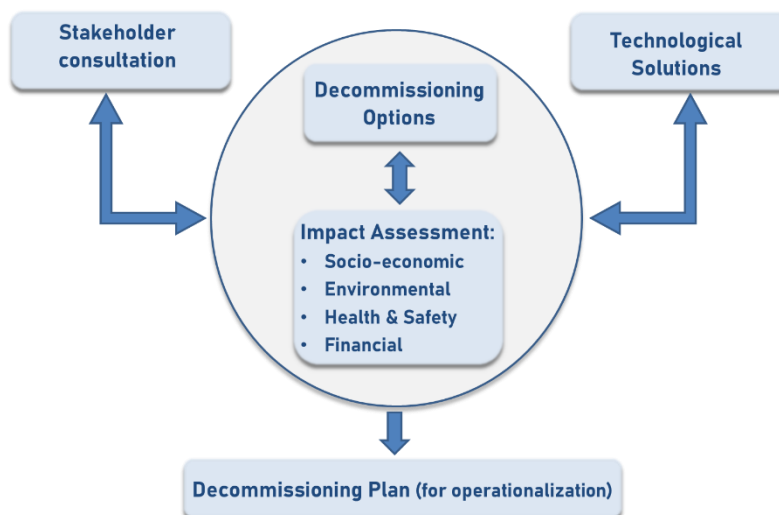 Stakeholder
consultation
Technological
Solutions
Decommissioning
Options
Impact Assessment:
• Socio-economic
• Environmental
• Health & Safety
• Financial
Decommissioning Plan (for operationalization)